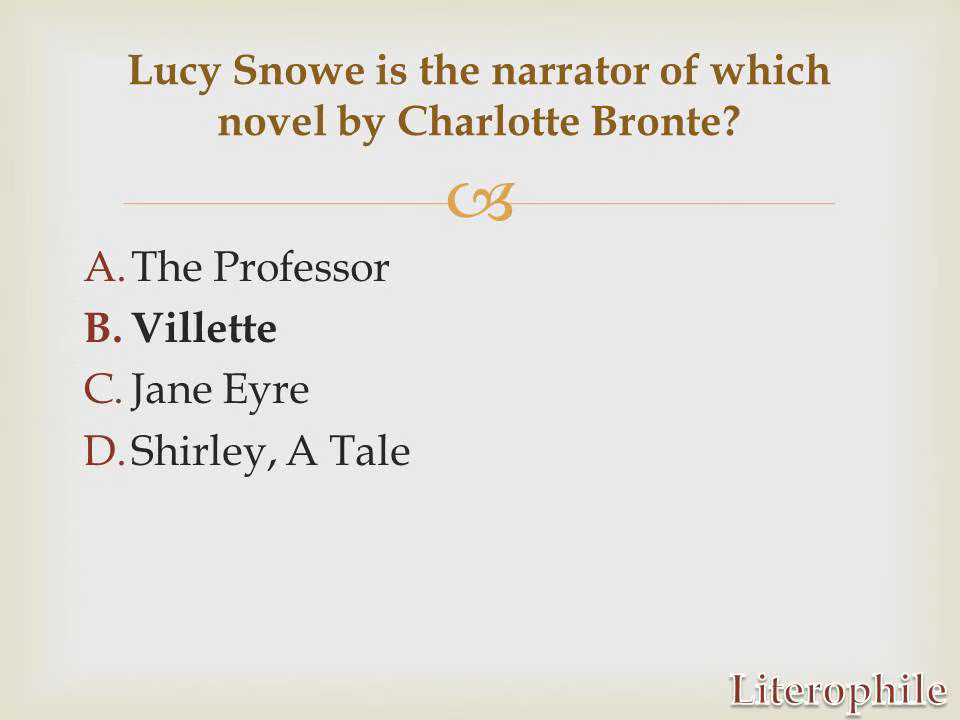 Lucy Snowe is the narrator of which
novel by Charlotte Bronte?
A. The Professor
B. Villette
C. Jane Eyre
D. Shirley, A Tale
Literophile